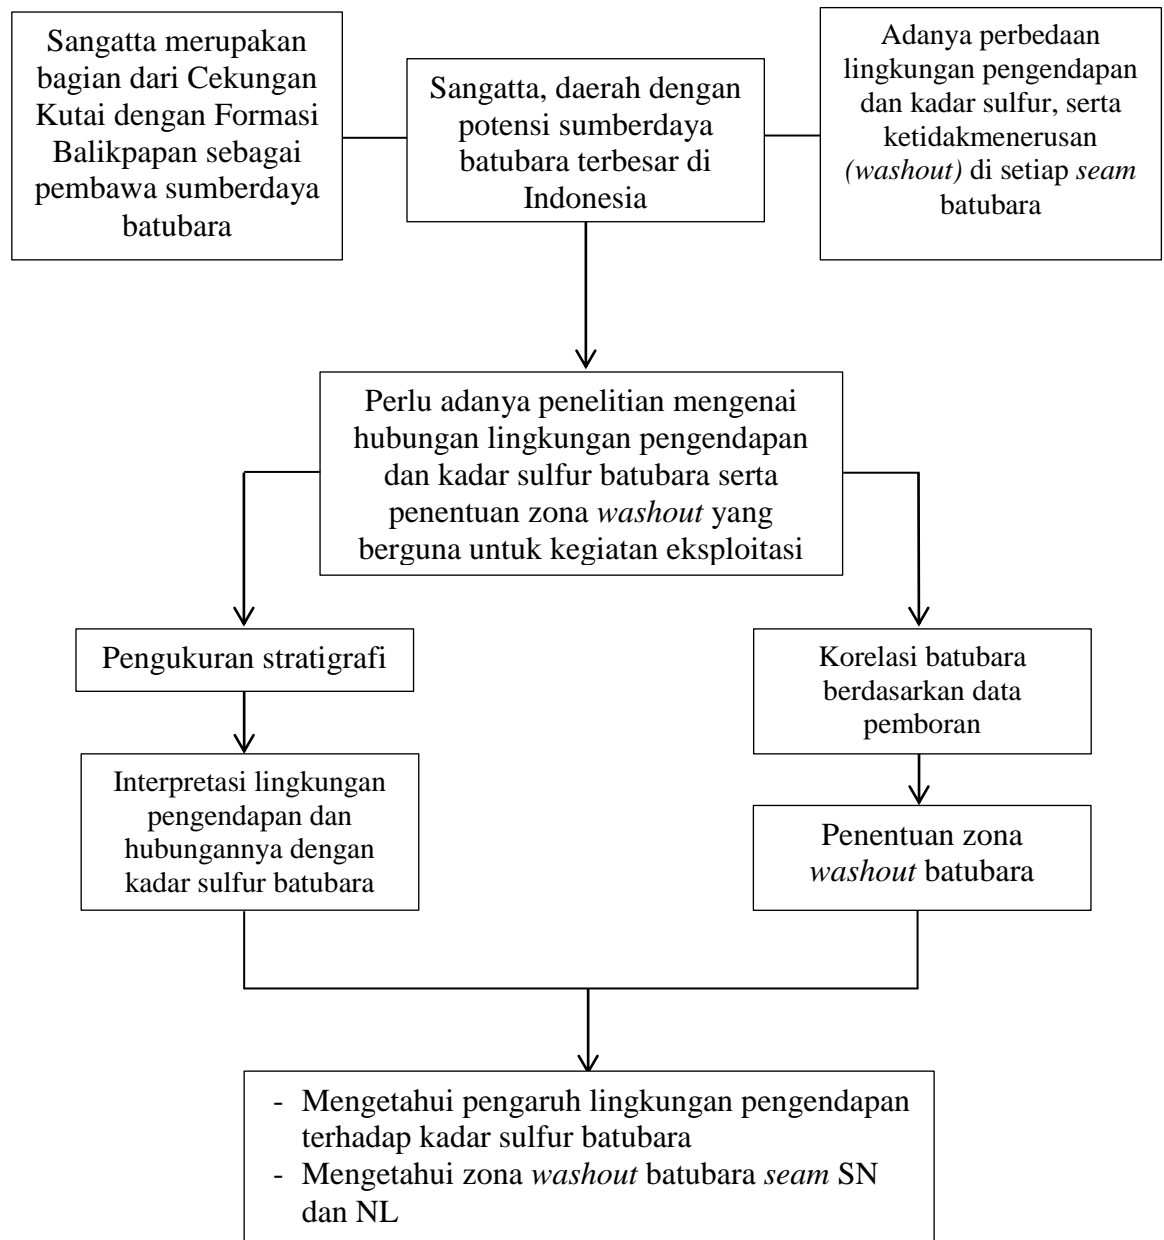 Sangatta merupakan
bagian dari Cekungan
Kutai dengan Formasi
Balikpapan sebagai
pembawa sumberdaya
batubara
Sangatta, daerah dengan
potensi sumberdaya
batubara terbesar di
Indonesia
Adanya perbedaan
lingkungan pengendapan
dan kadar sulfur, serta
ketidakmenerusan
(washout) di setiap seam
batubara
Perlu adanya penelitian mengenai
hubungan lingkungan pengendapan
dan kadar sulfur batubara serta
penentuan zona washout yang
berguna untuk kegiatan eksploitasi
Pengukuran stratigrafi
Interpretasi lingkungan
pengendapan dan
hubungannya dengan
kadar sulfur batubara
Korelasi batubara
berdasarkan data
pemboran
Penentuan zona
washout batubara
- Mengetahui pengaruh lingkungan pengendapan
terhadap kadar sulfur batubara
- Mengetahui zona washout batubara seam SN
dan NL